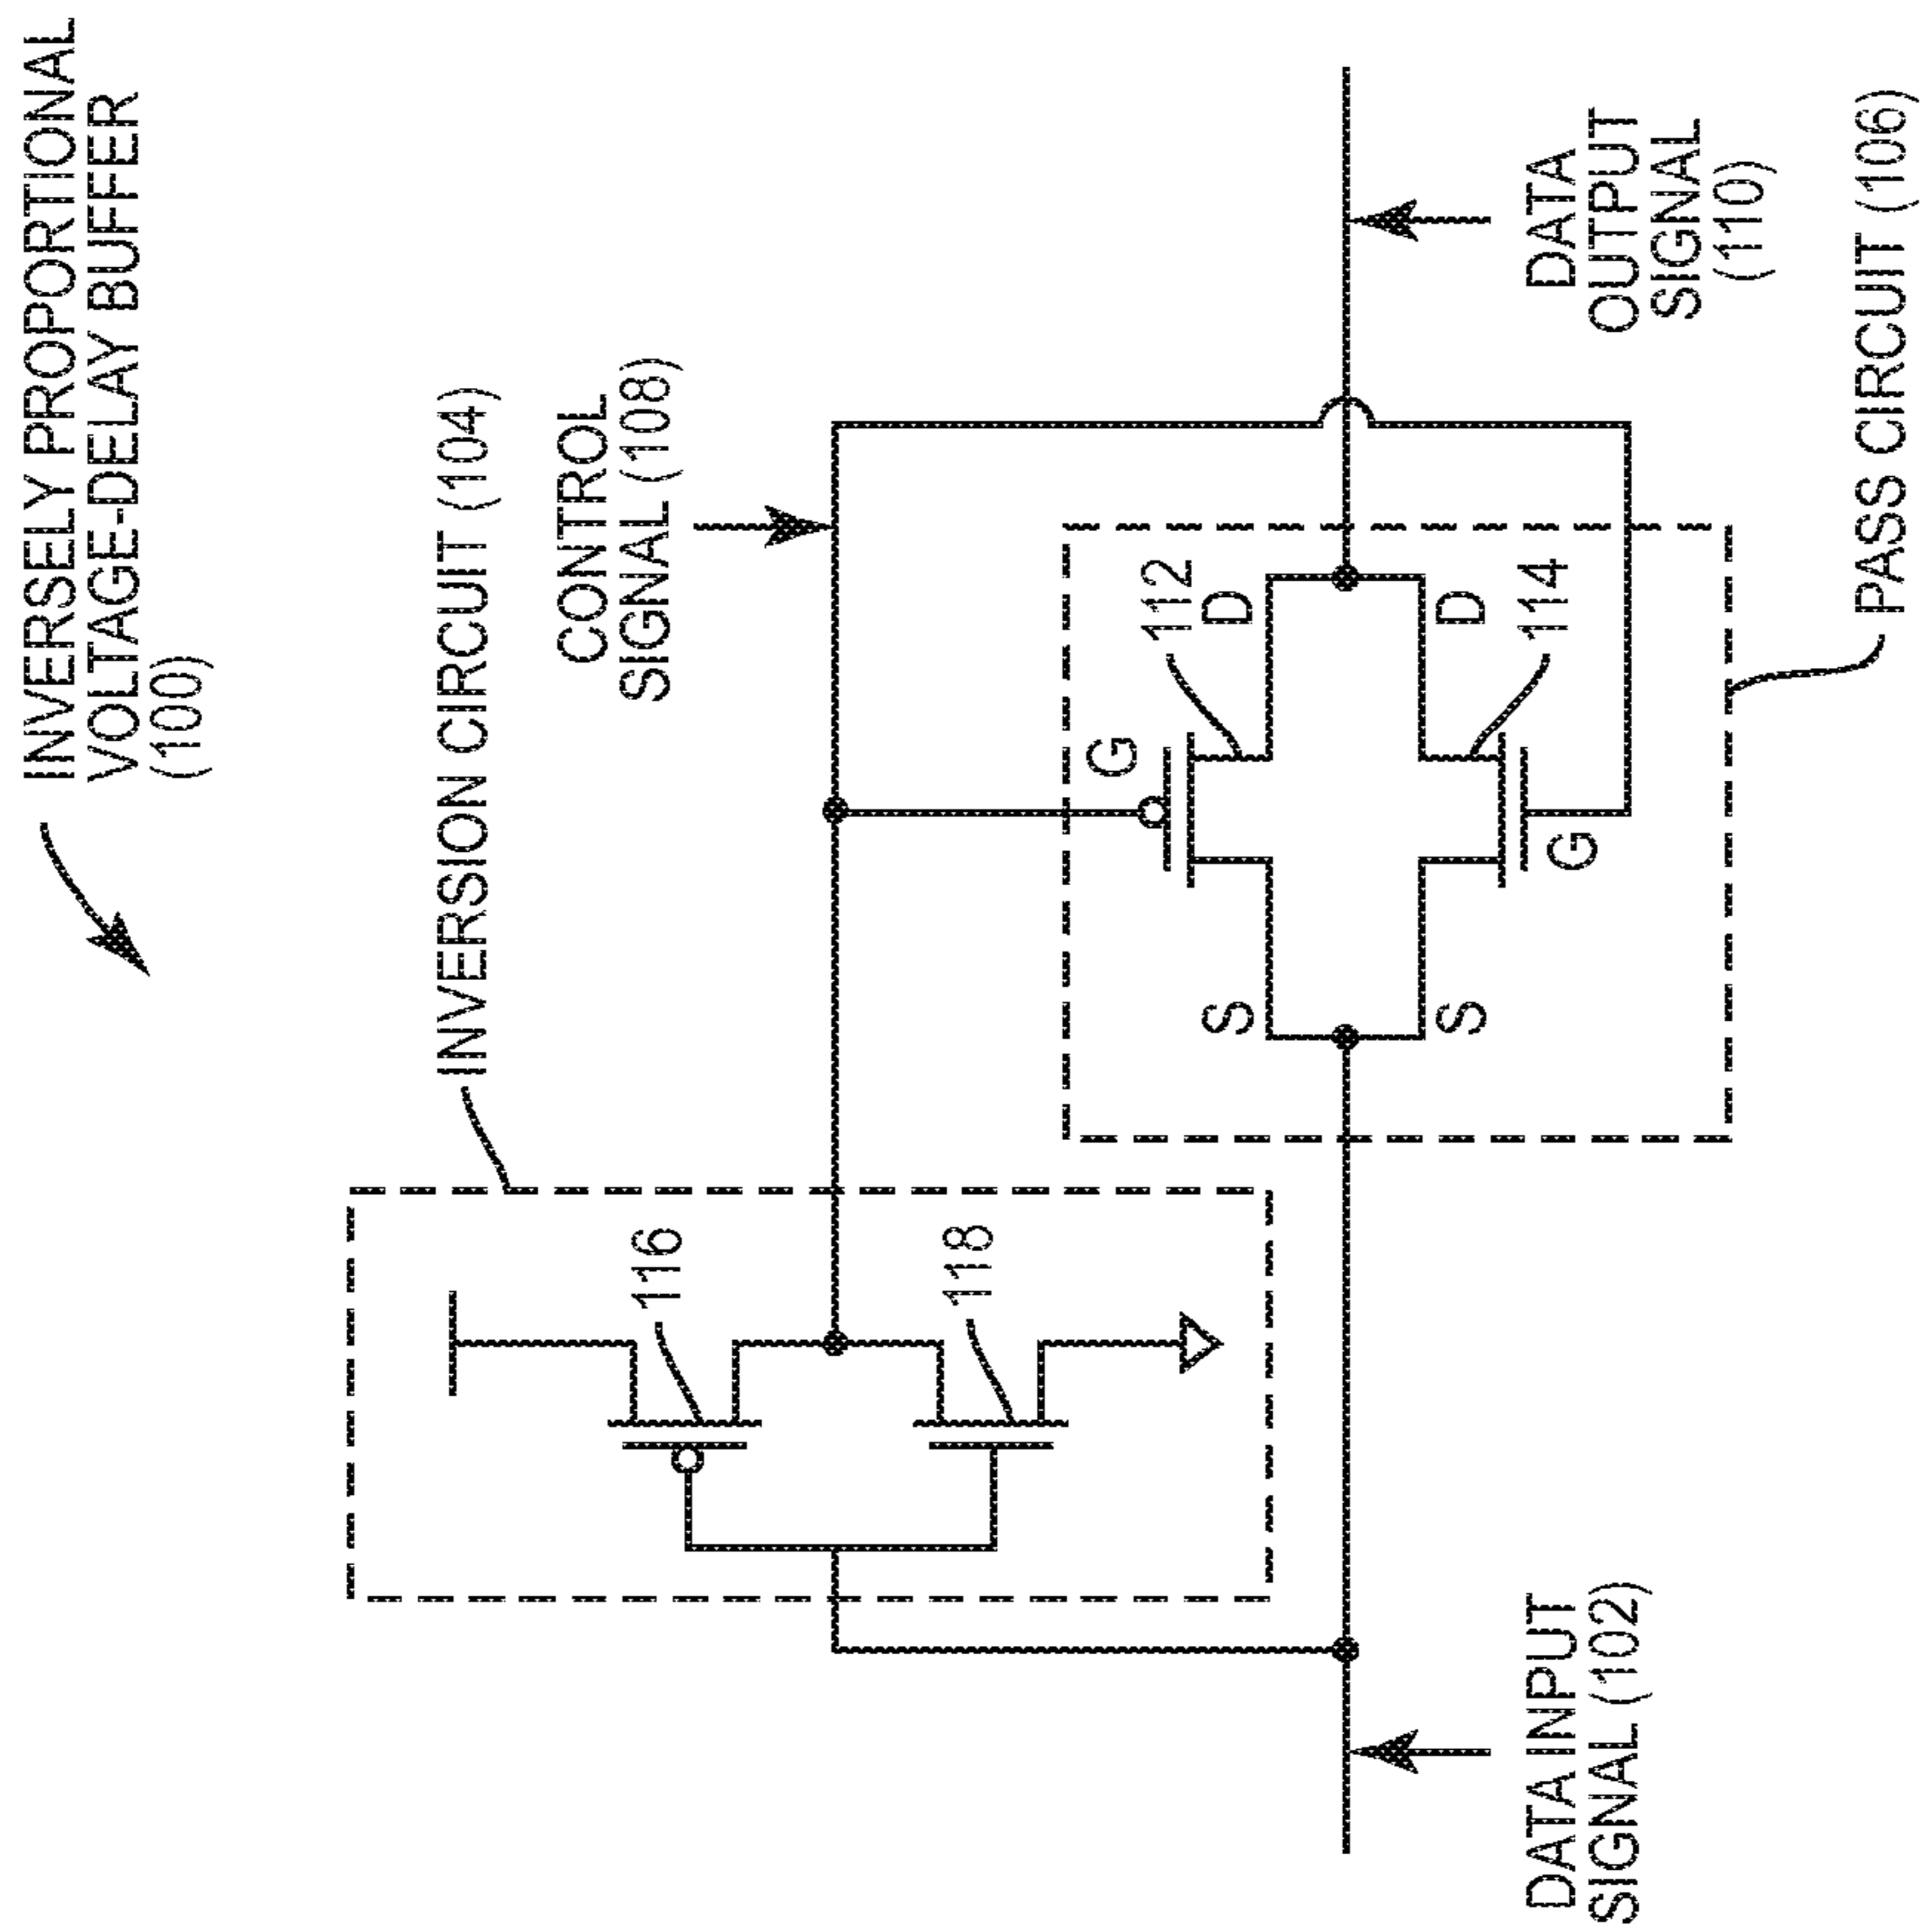 INVERSELY PROPORTIONAL
VOLTAGE-DELAY BUFFER
(100)
INVERSION CIRCUIT (104)
CONTROL
SIGNAL (108)
116
118
G
112
D
S
S
D
114
G
DATA INPUT
SIGNAL (102)
DATA
OUTPUT
SIGNAL
(110)
PASS CIRCUIT (106)